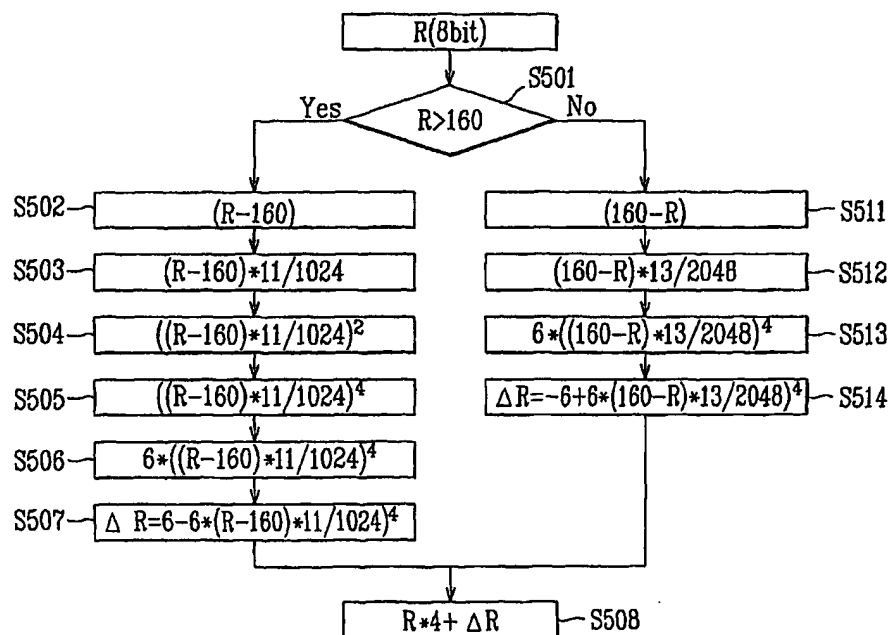 R(8bit)
S501
Yes
R>160
No
S502
(R-160)
(160-R)
S511
S503
(R-160)*11/1024
(160-R)*13/2048
S512
S504
((R-160)*11/1024)²
6*((160-R)*13/2048)⁴
S513
S505
((R-160)*11/1024)⁴
ΔR=-6+6*(160-R)*13/2048)⁴
S514
S506
6*((R-160)*11/1024)⁴
S507
Δ R=6-6*(R-160)*11/1024)⁴
R*4+ ΔR
S508